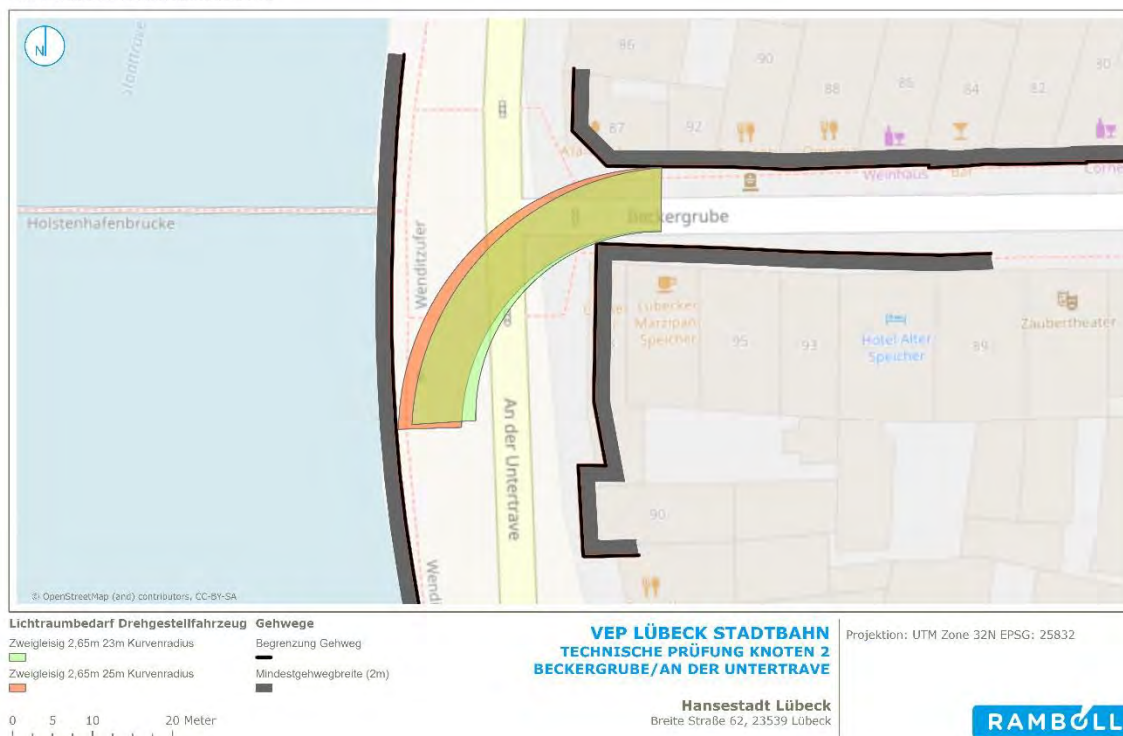 N
Stadttrave
86
90
88
86
84
82
80
87
92
Weinhaus
Bar
Holstenhafenbrücke
Beckergrube
Wenditzufer
Lübecker
Marzipan
Speicher
95
93
Hotel Alter
Speicher
89
Zaubertheater
An der Untertrave
90
© OpenStreetMap (and) contributors, CC-BY-SA
Lichtraumbedarf Drehgestellfahrzeug
Zweigleisig 2,65m 23m Kurvenradius
Zweigleisig 2,65m 25m Kurvenradius
Gehwege
Begrenzung Gehweg
Mindestgehwegbreite (2m)
0 5 10 20 Meter
VEP LÜBECK STADTBAHN
TECHNISCHE PRÜFUNG KNOTEN 2
BECKERGRUBE/AN DER UNTERTRAVE
Hansestadt Lübeck
Breite Straße 62, 23539 Lübeck
Projektion: UTM Zone 32N EPSG: 25832
RAMBOLL